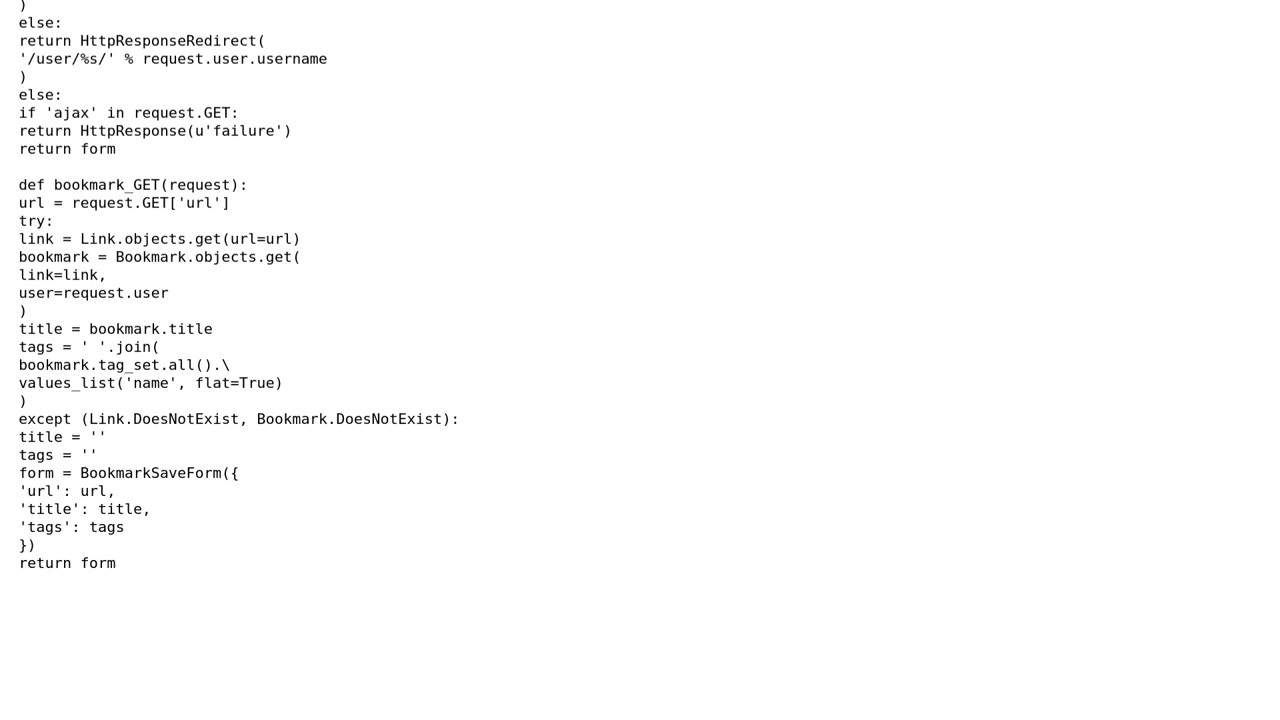 )
else:
return HttpResponseRedirect(
'/user/%s/' % request.user.username
)
else:
if 'ajax' in request.GET:
return HttpResponse(u'failure')
return form

def bookmark_GET(request):
url = request.GET['url']
try:
link = Link.objects.get(url=url)
bookmark = Bookmark.objects.get(
link=link,
user=request.user
)
title = bookmark.title
tags = ' '.join(
bookmark.tag_set.all().\
values_list('name', flat=True)
)
except (Link.DoesNotExist, Bookmark.DoesNotExist):
title = ''
tags = ''
form = BookmarkSaveForm({
'url': url,
'title': title,
'tags': tags
})
return form